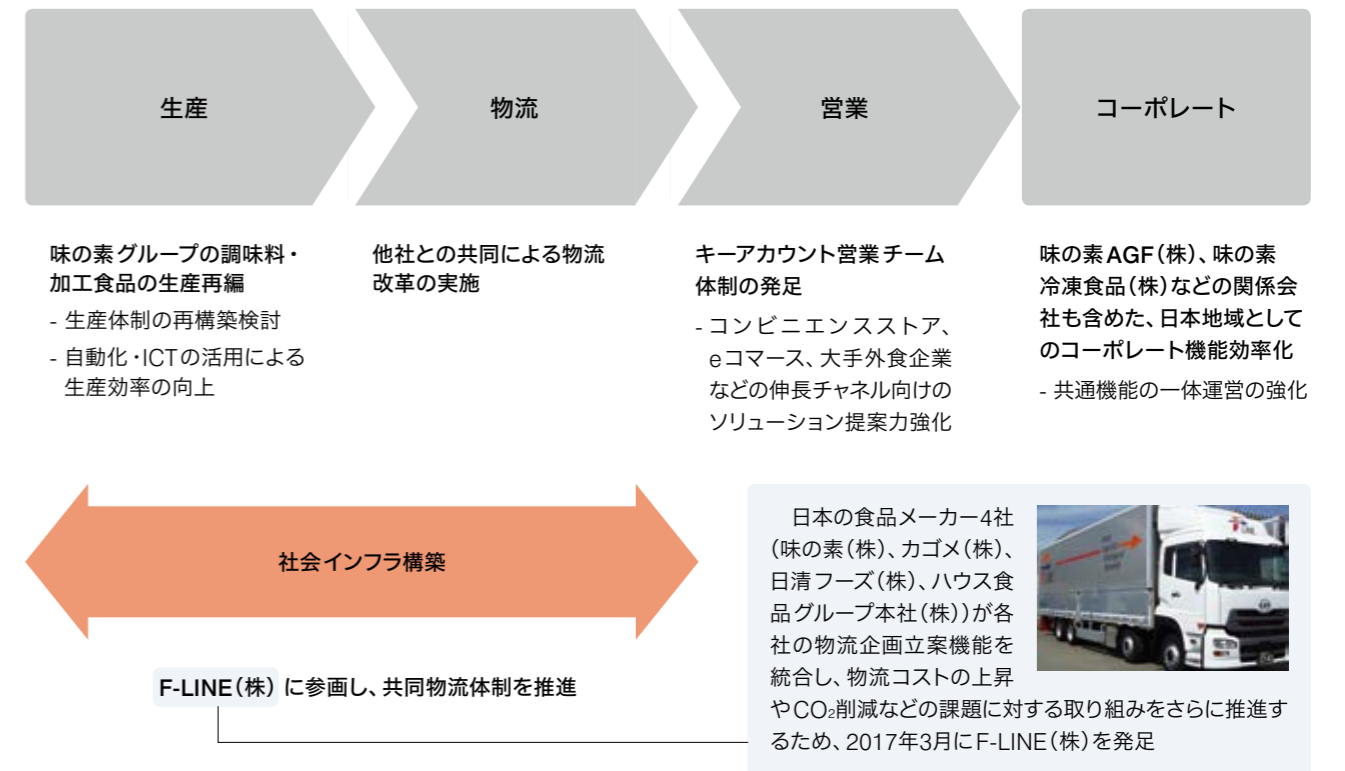 生産
物流
営業
コーポレート
味の素グループの調味料・
加工食品の生産再編
- 生産体制の再構築検討
- 自動化・ICTの活用による
生産効率の向上
他社との共同による物流
改革の実施
キーアカウント営業チーム
体制の発足
- コンビニエンスストア、
eコマース、大手外食企業
などの伸長チャネル向けの
ソリューション提案力強化
味の素AGF（株）、味の素
冷凍食品（株）などの関係会
社も含めた、日本地域として
のコーポレート機能効率化
- 共通機能の一体運営の強化
社会インフラ構築
F-LINE（株）に参画し、共同物流体制を推進
日本の食品メーカー4社
（味の素（株）、カゴメ（株）、
日清フーズ（株）、ハウス食
品グループ本社（株））が各
社の物流企画立案機能を
統合し、物流コストの上昇
やCO₂削減などの課題に対する取り組みをさらに推進す
るため、2017年3月にF-LINE（株）を発足